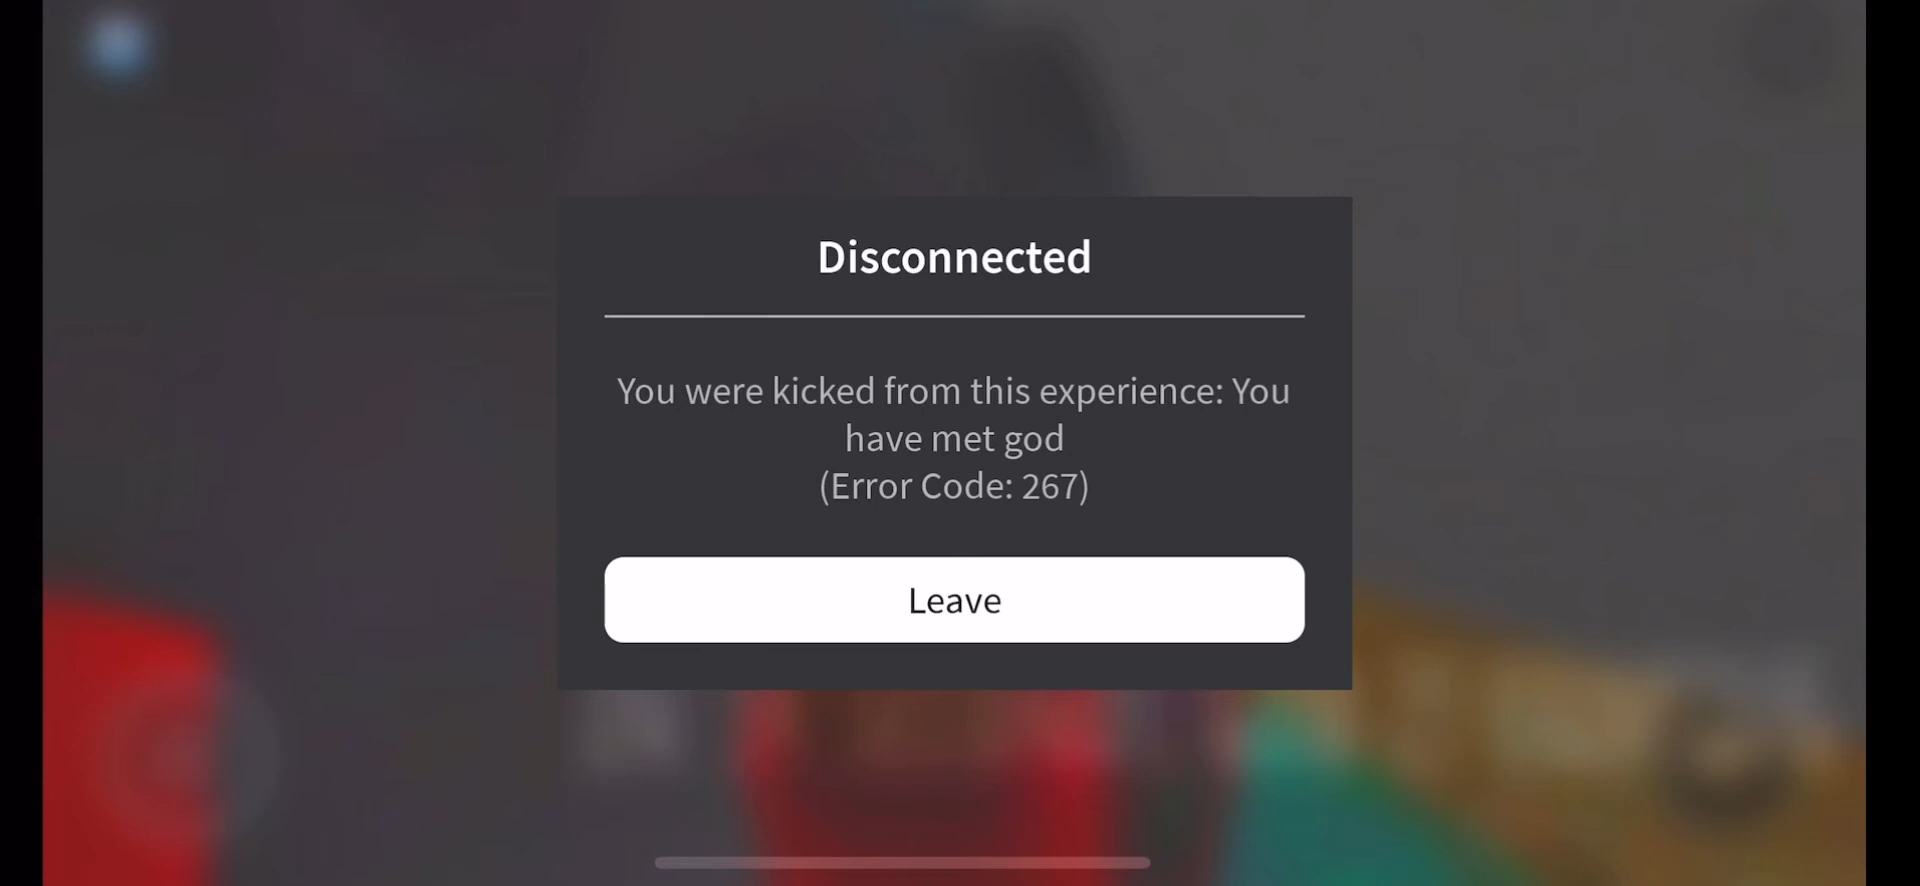 Disconnected
You were kicked from this experience: You
have met god
(Error Code: 267)
Leave